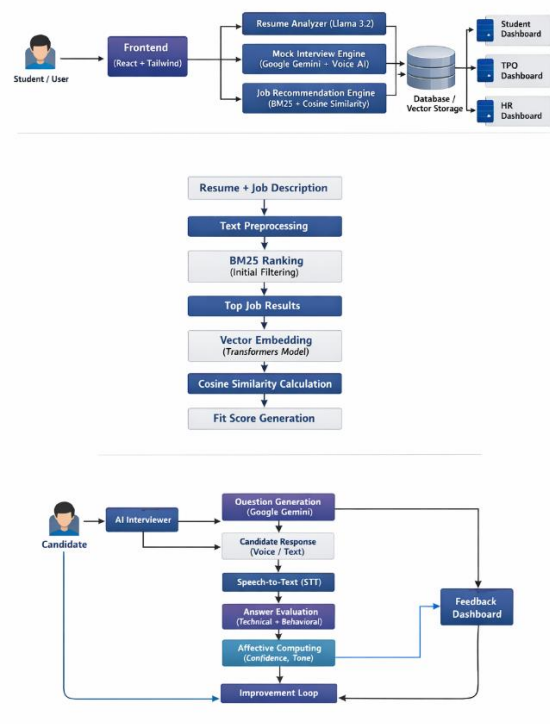 Student / User
Frontend
(React + Tailwind)
Resume Analyzer (Llama 3.2)
Mock Interview Engine
(Google Gemini + Voice AI)
Job Recommendation Engine
(BM25 + Cosine Similarity)
Database /
Vector Storage
Student
Dashboard
TPO
Dashboard
HR
Dashboard
Resume + Job Description
Text Preprocessing
BM25 Ranking
(Initial Filtering)
Top Job Results
Vector Embedding
(Transformers Model)
Cosine Similarity Calculation
Fit Score Generation
Candidate
AI Interviewer
Question Generation
(Google Gemini)
Candidate Response
(Voice / Text)
Speech-to-Text (STT)
Answer Evaluation
(Technical + Behavioral)
Affective Computing
(Confidence, Tone)
Improvement Loop
Feedback
Dashboard